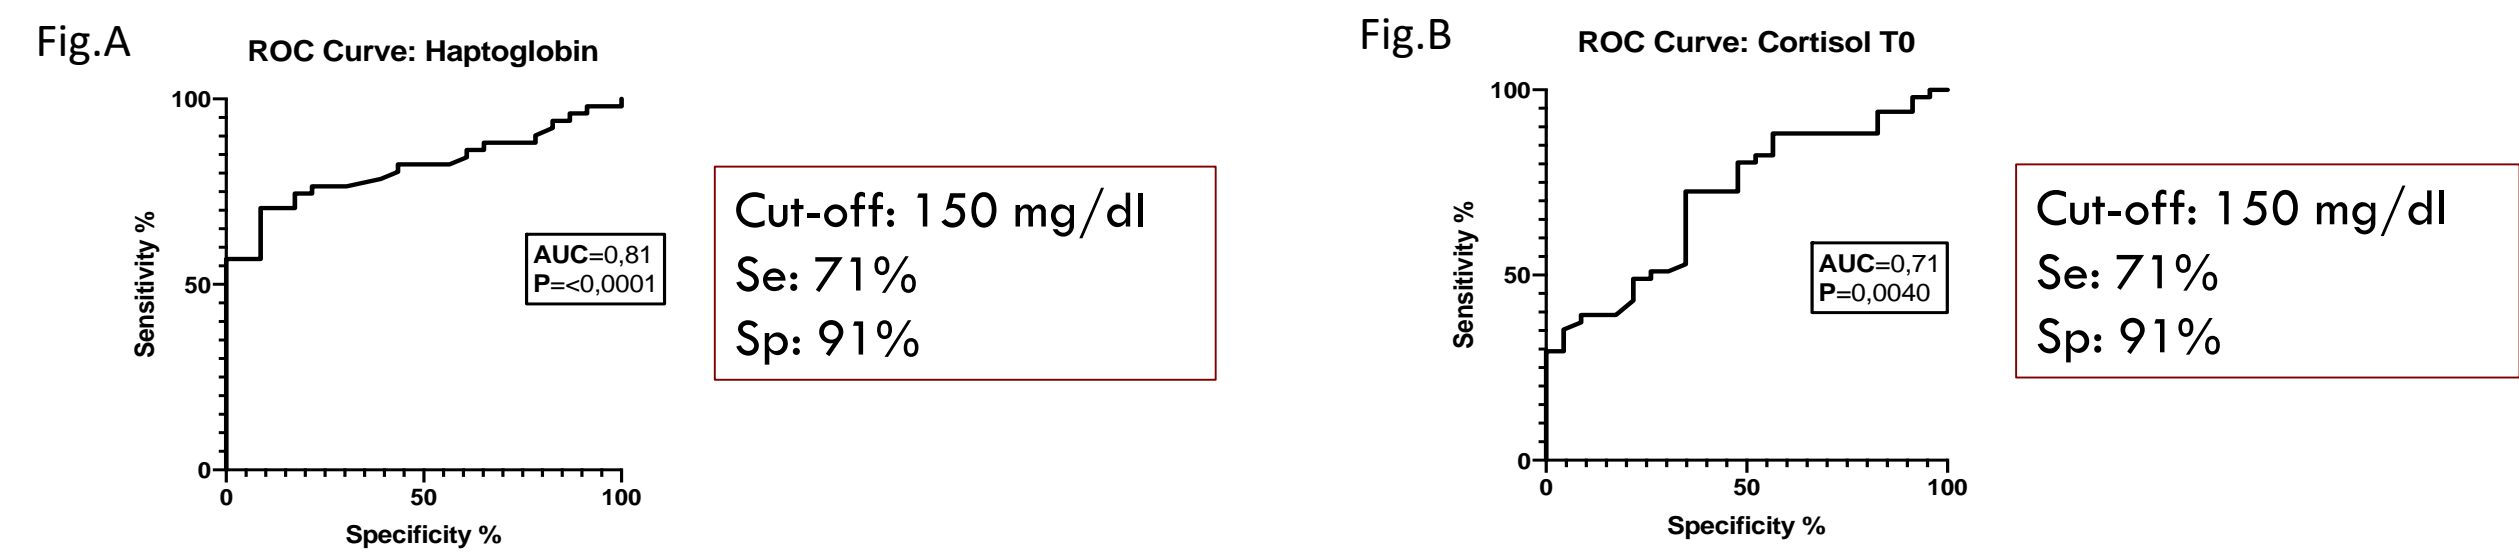 Fig.A
ROC Curve: Haptoglobin
100
50
0
0
50
100
Sensitivity %
Specificity %
AUC=0,81
P=<0,0001
Cut-off: 150 mg/dl
Se: 71%
Sp: 91%
Fig.B
ROC Curve: Cortisol T0
100
50
0
0
50
100
Sensitivity %
Specificity %
AUC=0,71
P=0,0040
Cut-off: 150 mg/dl
Se: 71%
Sp: 91%